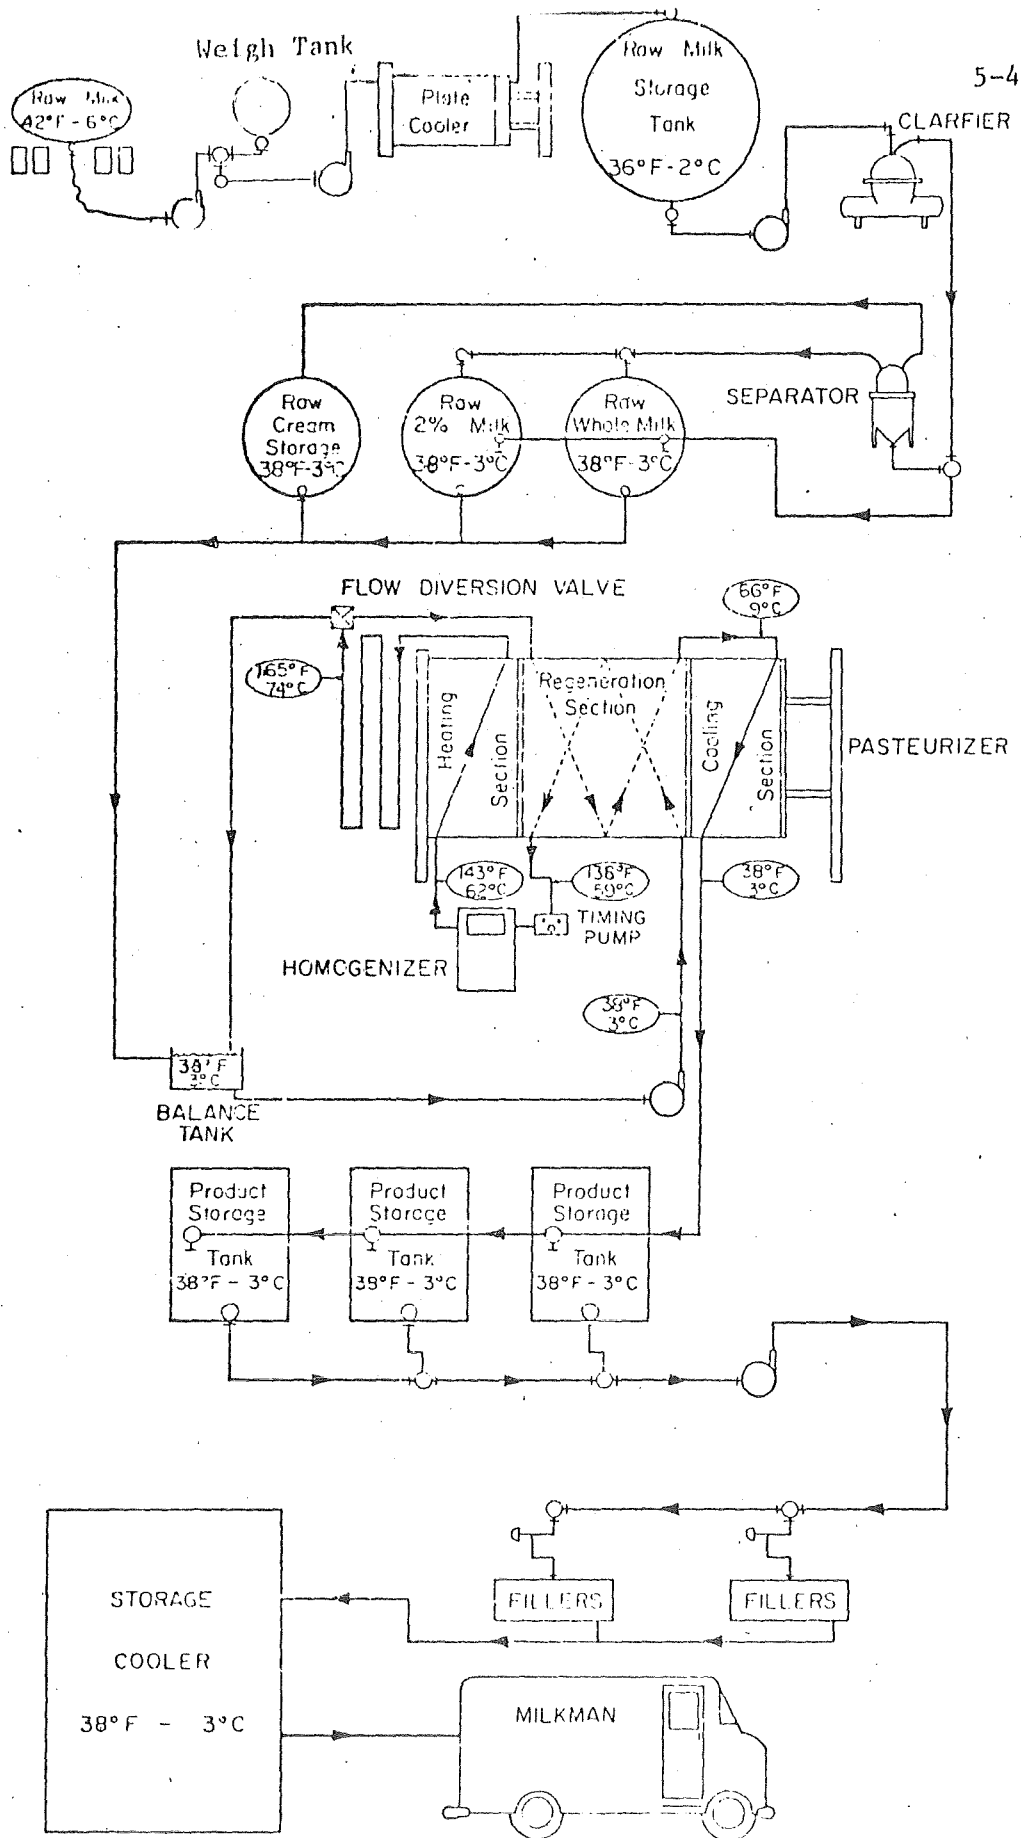 Weigh Tank
5-4
Raw Milk
42°F - 6°C
Plate
Cooler
Raw Milk
Storage
Tank
36°F - 2°C
CLARFIER
SEPARATOR
Raw
Cream
Storage
38°F - 3°C
Raw
2% Milk
38°F - 3°C
Raw
Whole Milk
38°F - 3°C
FLOW DIVERSION VALVE
66°F
9°C
165°F
74°C
Heating
Section
Regeneration
Section
Cooling
Section
PASTEURIZER
143°F
62°C
138°F
59°C
38°F
3°C
TIMING
PUMP
HOMOGENIZER
38°F
3°C
38°F
3°C
BALANCE
TANK
Product
Storage
Tank
38°F - 3°C
Product
Storage
Tank
38°F - 3°C
Product
Storage
Tank
38°F - 3°C
FILLERS
FILLERS
STORAGE
COOLER
38°F - 3°C
MILKMAN